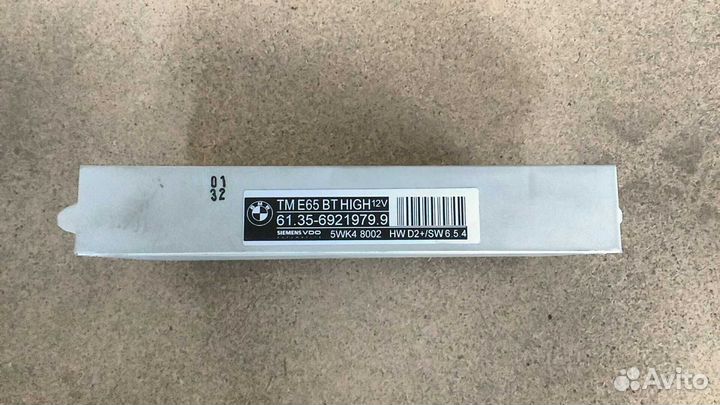 01
32
TM E65 BT HIGH 12V
61.35-6921979.9
SIEMENS VDO
5WK4 8002 HW D2+/SW 6.5.4
Avito